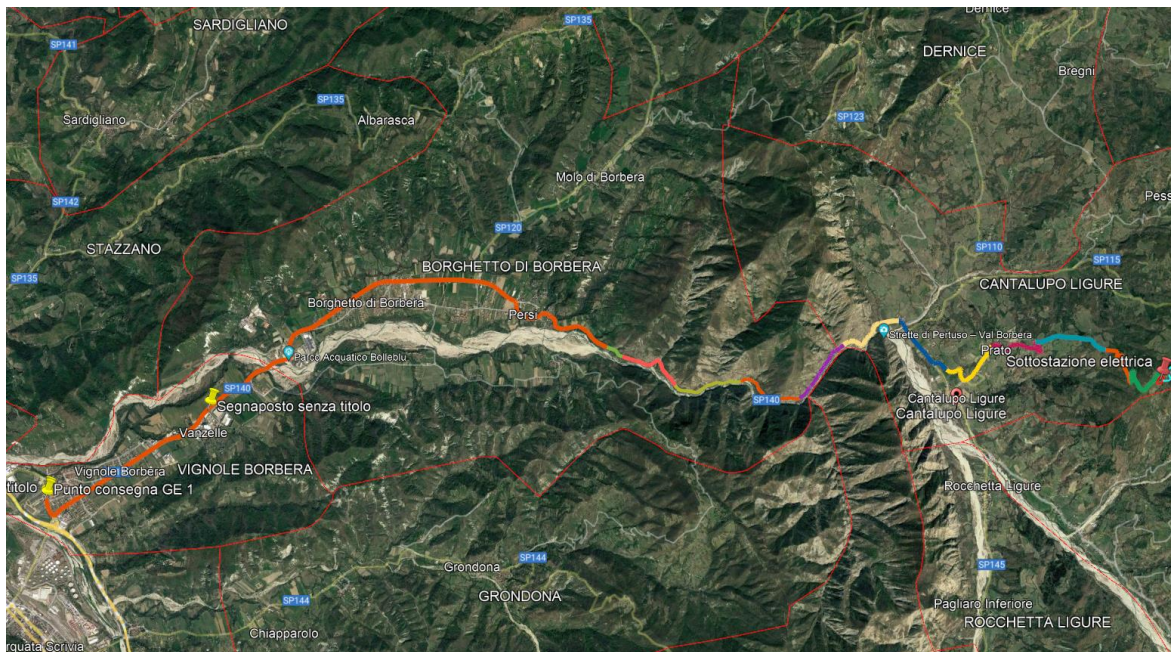 SARDIGLIANO
SP135
Dernice
SP141
DERNICE
Bregni
SP135
Sardigliano
Albarasca
SP123
Molo di Borbera
SP142
Pess
SP120
STAZZANO
SP110
SP115
SP135
BORGHETTO DI BORBERA
CANTALUPO LIGURE
Borghetto di Borbera
Persi
Strette di Pertuso – Val Borbera
Parco Acquatico Bolleblu
Prato
Sottostazione elettrica
SP140
Segnaposto senza titolo
SP140
Cantalupo Ligure
Cantalupo Ligure
Vanzelle
Vignole Borbera
VIGNOLE BORBERA
titolo
Punto consegna GE 1
Rocchetta Ligure
SP144
Grondona
SP145
GRONDONA
SP144
Pagliaro Inferiore
ROCCHETTA LIGURE
Chiapparolo
rquata Scrivia